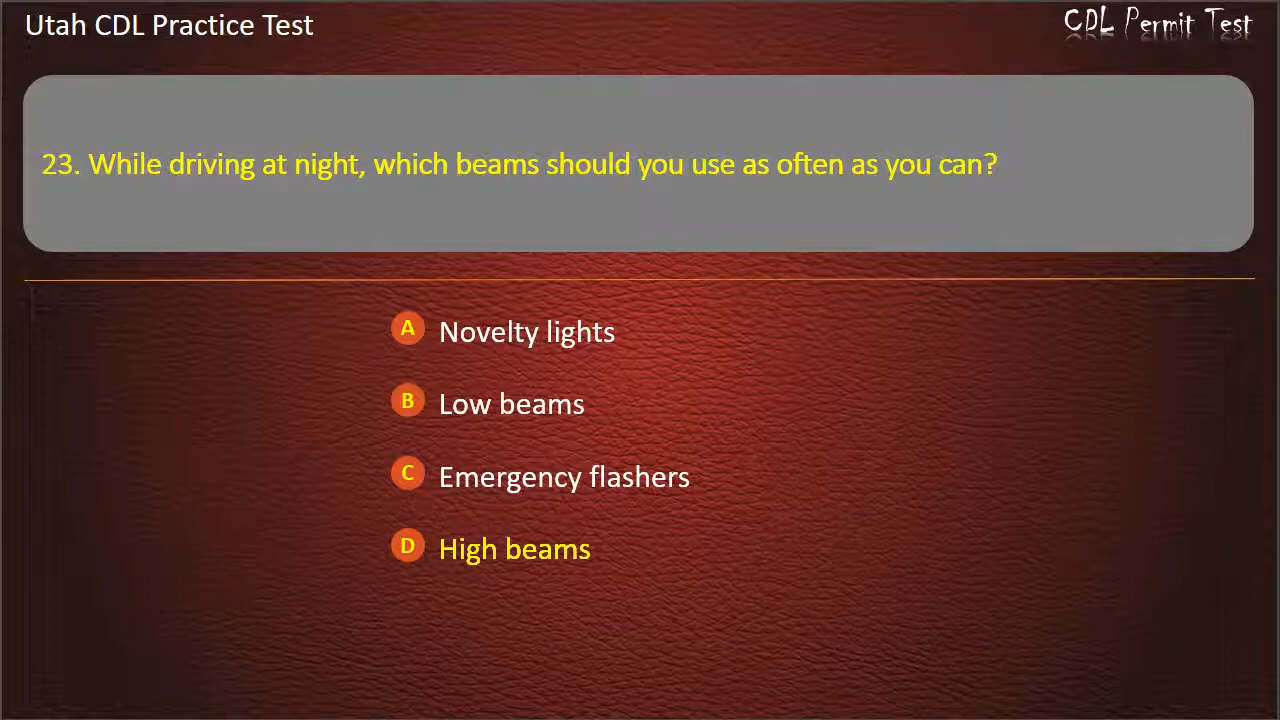 Utah CDL Practice Test
CDL Permit Test
23. While driving at night, which beams should you use as often as you can?
A Novelty lights
B Low beams
C Emergency flashers
D High beams